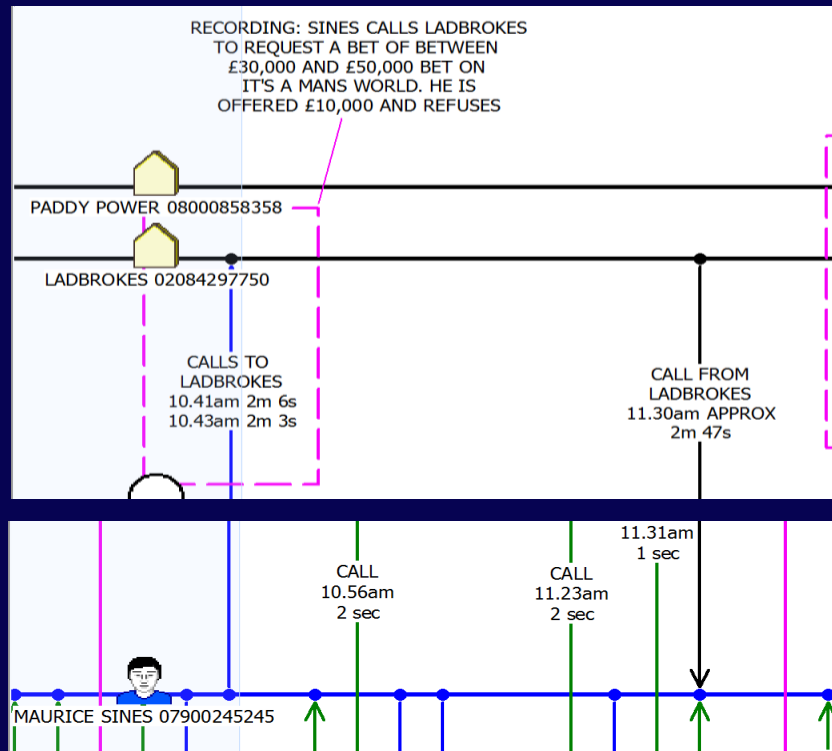 RECORDING: SINES CALLS LADBROKES
TO REQUEST A BET OF BETWEEN
£30,000 AND £50,000 BET ON
IT'S A MANS WORLD. HE IS
OFFERED £10,000 AND REFUSES
PADDY POWER 08000858358
LADBROKES 02084297750
CALLS TO
LADBROKES
10.41am 2m 6s
10.43am 2m 3s
CALL FROM
LADBROKES
11.30am APPROX
2m 47s
CALL
10.56am
2 sec
CALL
11.23am
2 sec
11.31am
1 sec
MAURICE SINES 07900245245